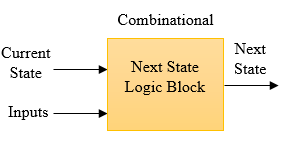 Combinational
Current
State
Inputs
Next State
Logic Block
Next
State